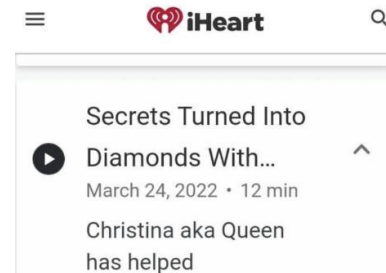 iHeart
Secrets Turned Into
Diamonds With...
March 24, 2022 • 12 min
Christina aka Queen
has helped